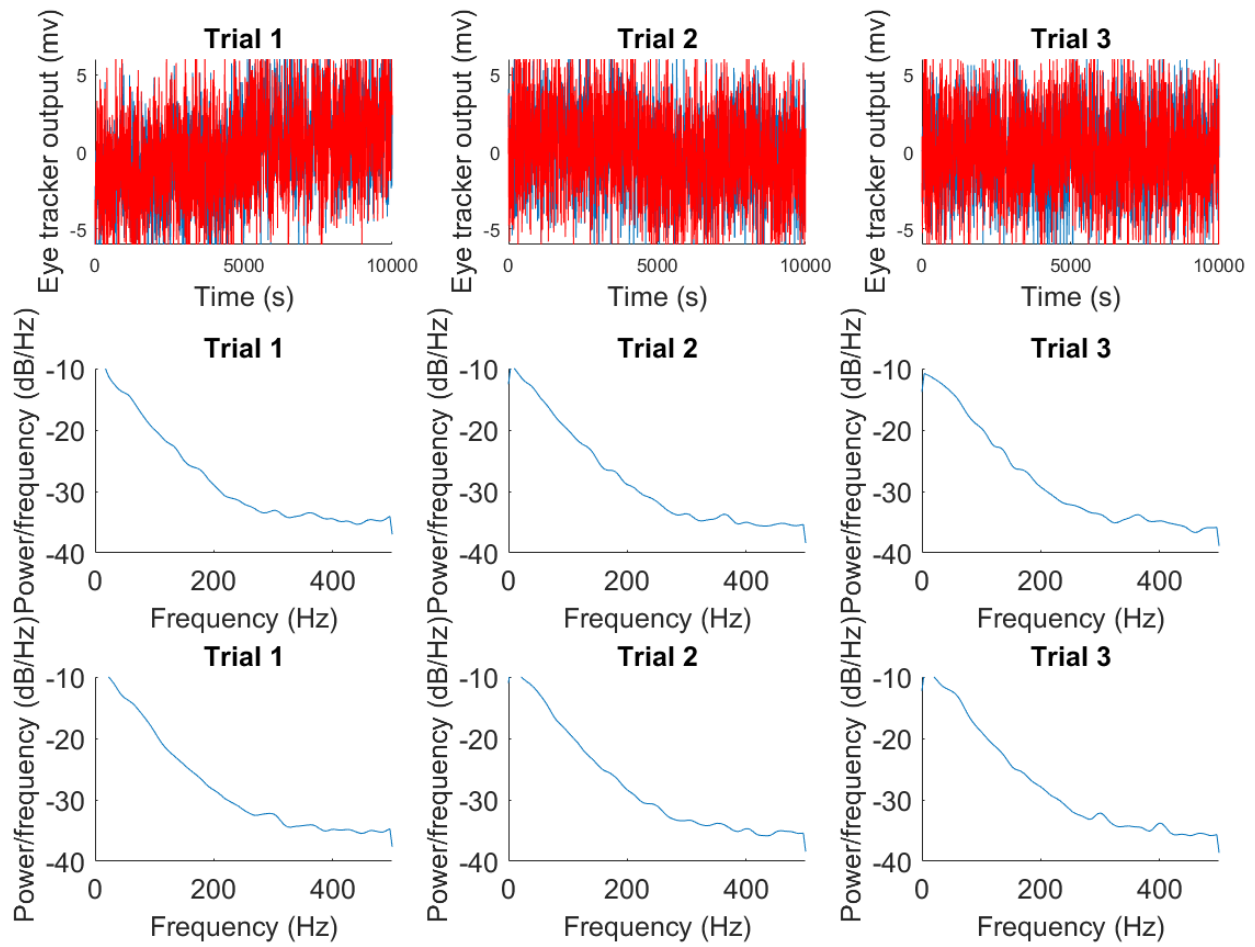 Trial 1
Eye tracker output (mv)
5
0
-5
0 5000 10000
Time (s)
Trial 2
Eye tracker output (mv)
5
0
-5
0 5000 10000
Time (s)
Trial 3
Eye tracker output (mv)
5
0
-5
0 5000 10000
Time (s)
Trial 1
Power/frequency (dB/Hz)
-10
-20
-30
-40
0 200 400
Frequency (Hz)
Trial 2
Power/frequency (dB/Hz)
-10
-20
-30
-40
0 200 400
Frequency (Hz)
Trial 3
Power/frequency (dB/Hz)
-10
-20
-30
-40
0 200 400
Frequency (Hz)
Trial 1
Power/frequency (dB/Hz)
-10
-20
-30
-40
0 200 400
Frequency (Hz)
Trial 2
Power/frequency (dB/Hz)
-10
-20
-30
-40
0 200 400
Frequency (Hz)
Trial 3
Power/frequency (dB/Hz)
-10
-20
-30
-40
0 200 400
Frequency (Hz)